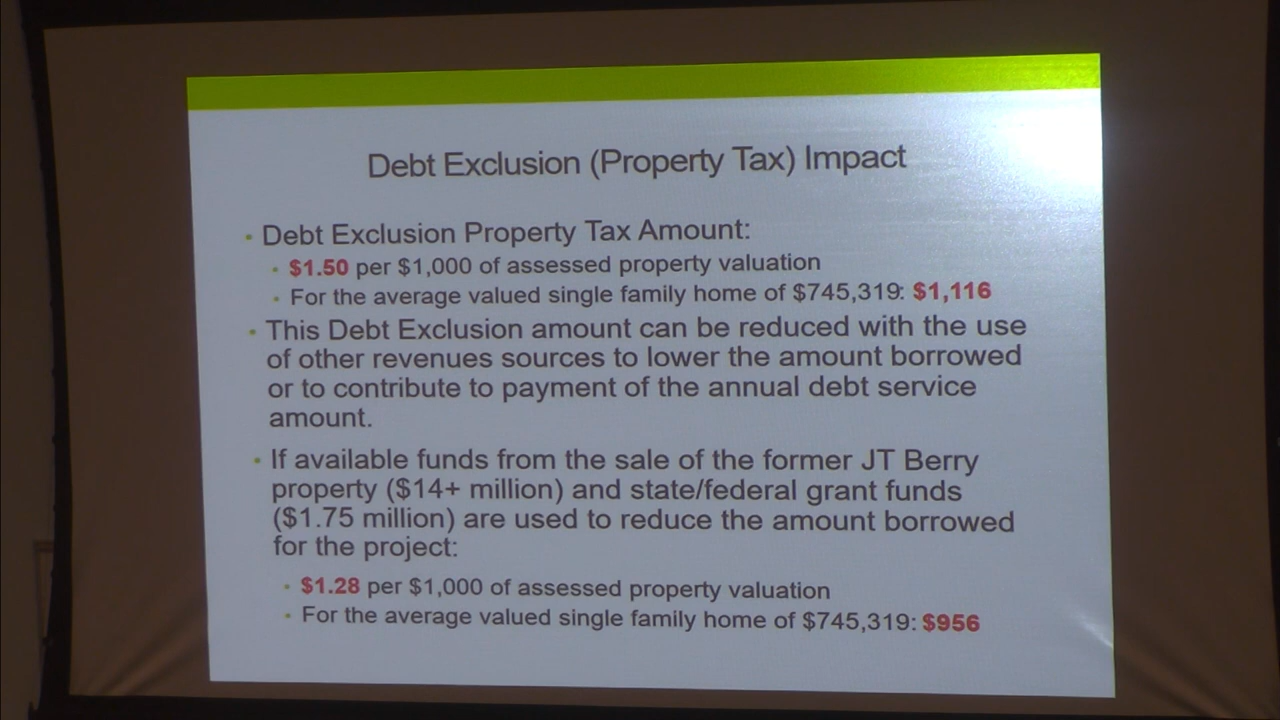 Debt Exclusion (Property Tax) Impact
• Debt Exclusion Property Tax Amount:
• $1.50 per $1,000 of assessed property valuation
• For the average valued single family home of $745,319: $1,116
• This Debt Exclusion amount can be reduced with the use
of other revenues sources to lower the amount borrowed
or to contribute to payment of the annual debt service
amount.
• If available funds from the sale of the former JT Berry
property ($14+ million) and state/federal grant funds
($1.75 million) are used to reduce the amount borrowed
for the project:
• $1.28 per $1,000 of assessed property valuation
• For the average valued single family home of $745,319: $956